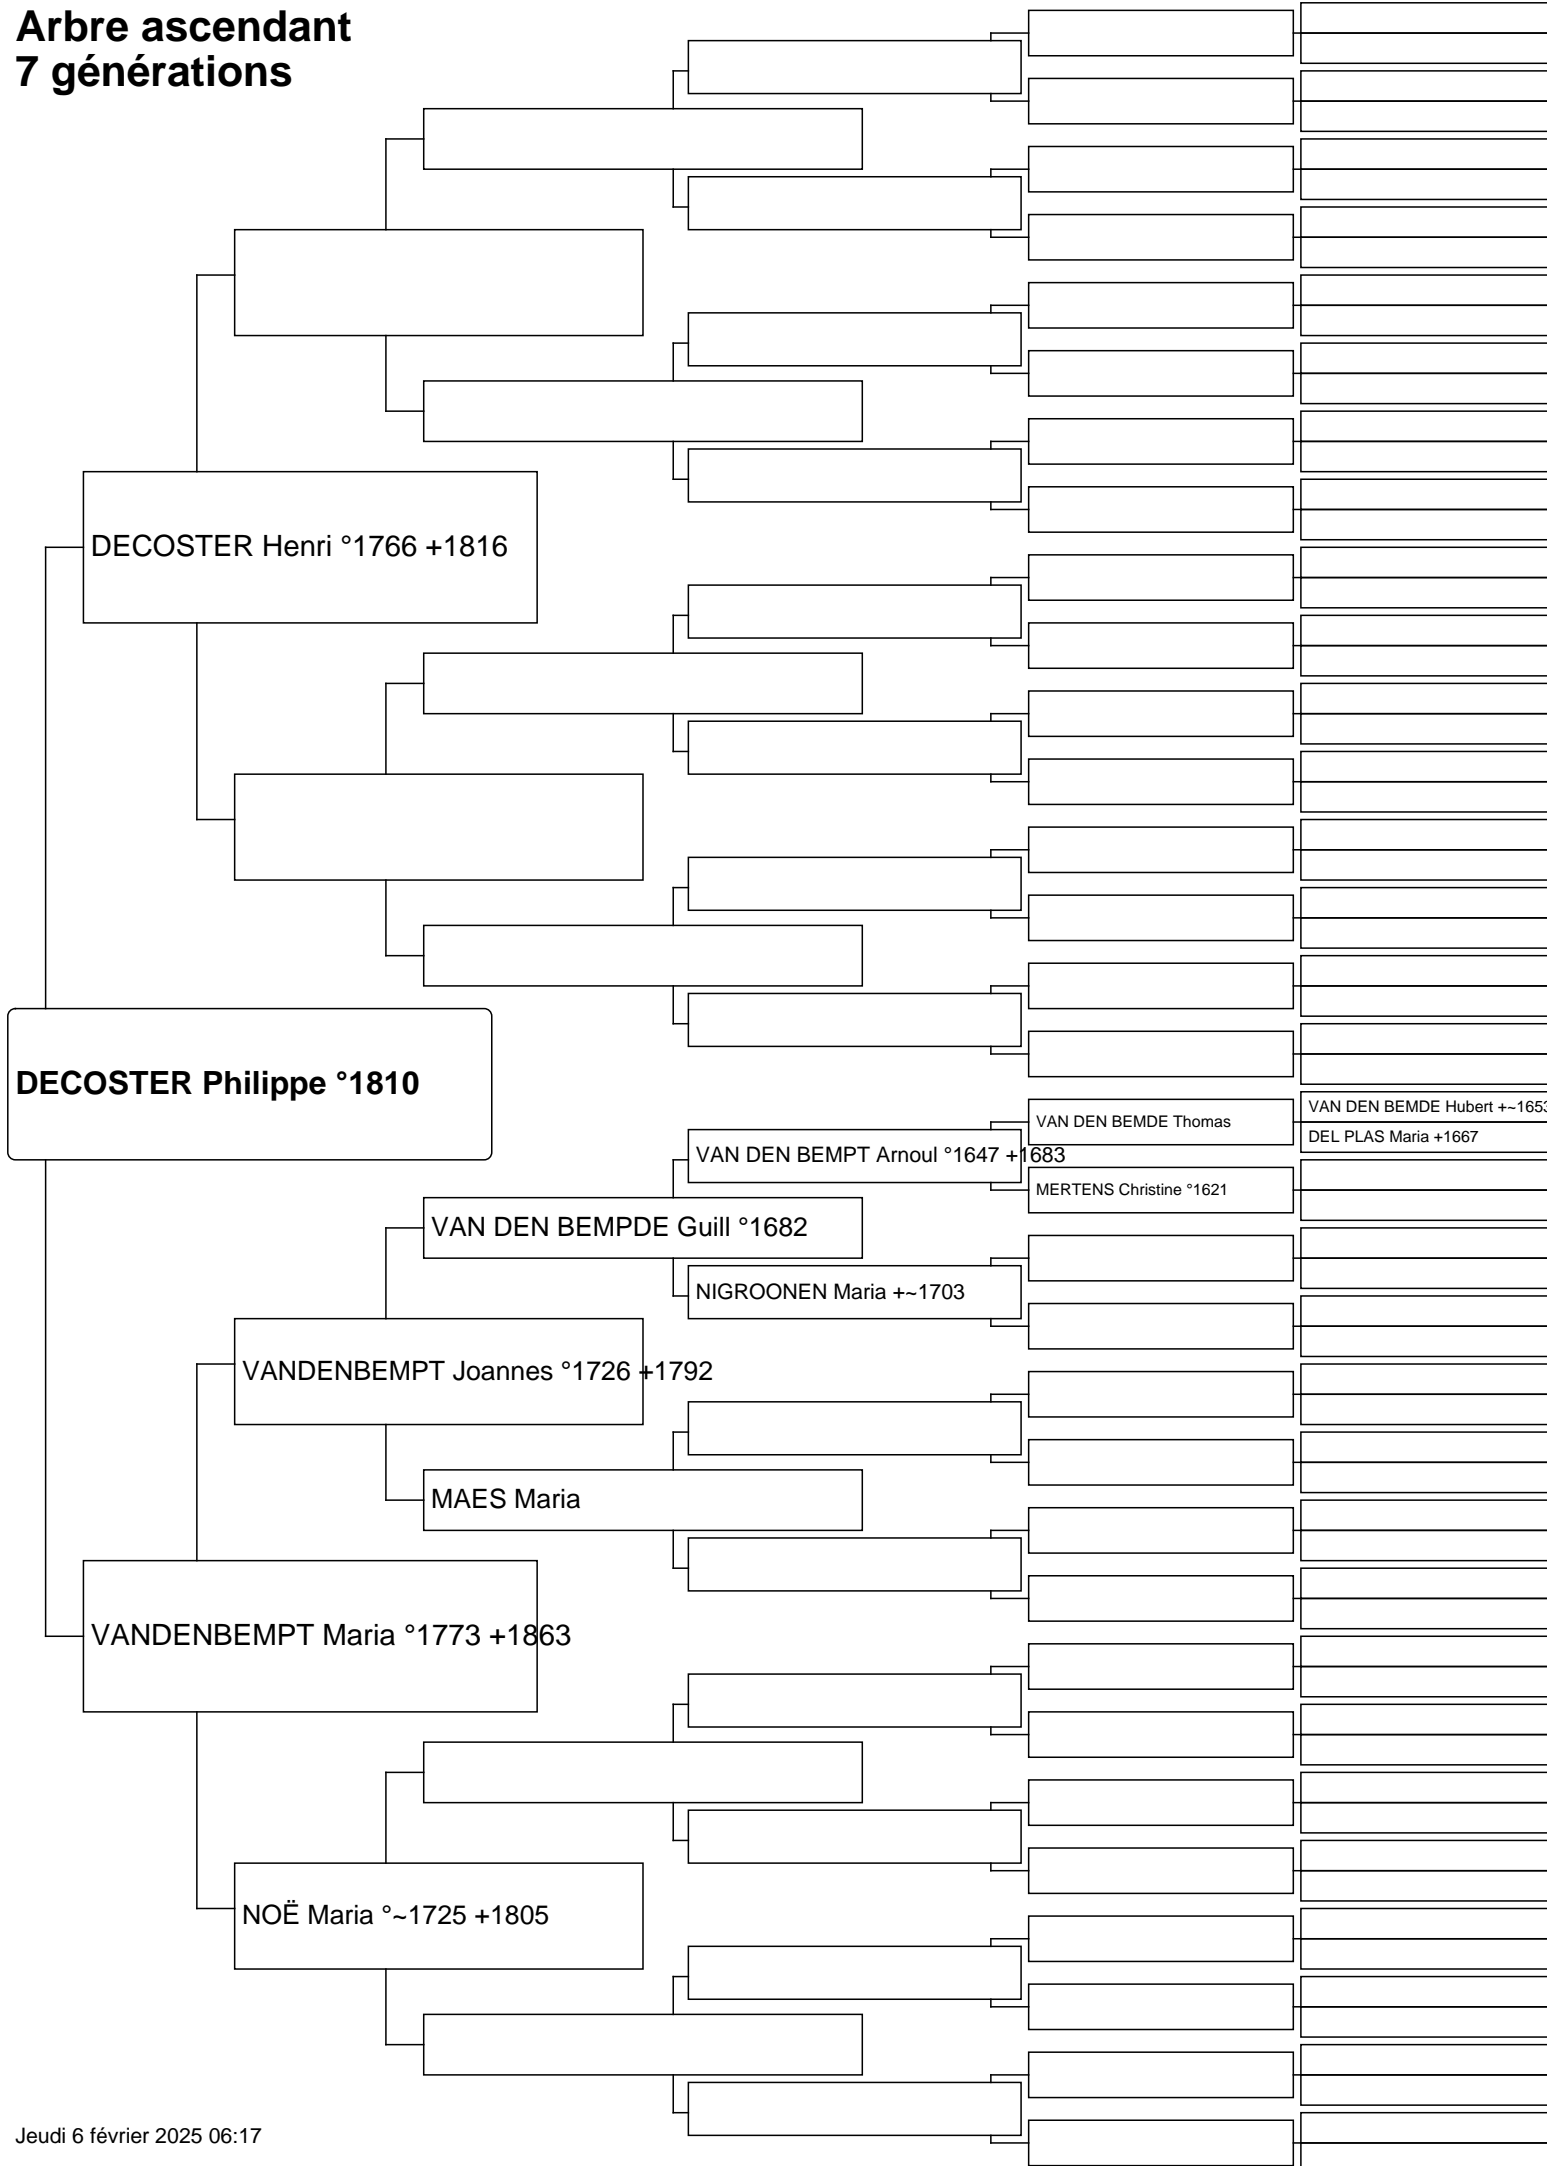 Arbre ascendant
7 générations
DECOSTER Henri °1766 +1816
DECOSTER Philippe °1810
VAN DEN BEMDE Hubert +~1653
VAN DEN BEMDE Thomas
DEL PLAS Maria +1667
VAN DEN BEMPT Arnoul °1647 +1683
MERTENS Christine °1621
VAN DEN BEMPDE Guill °1682
NIGROONEN Maria +~1703
VANDENBEMPT Joannes °1726 +1792
MAES Maria
VANDENBEMPT Maria °1773 +1863
NOË Maria °~1725 +1805
Jeudi 6 février 2025 06:17